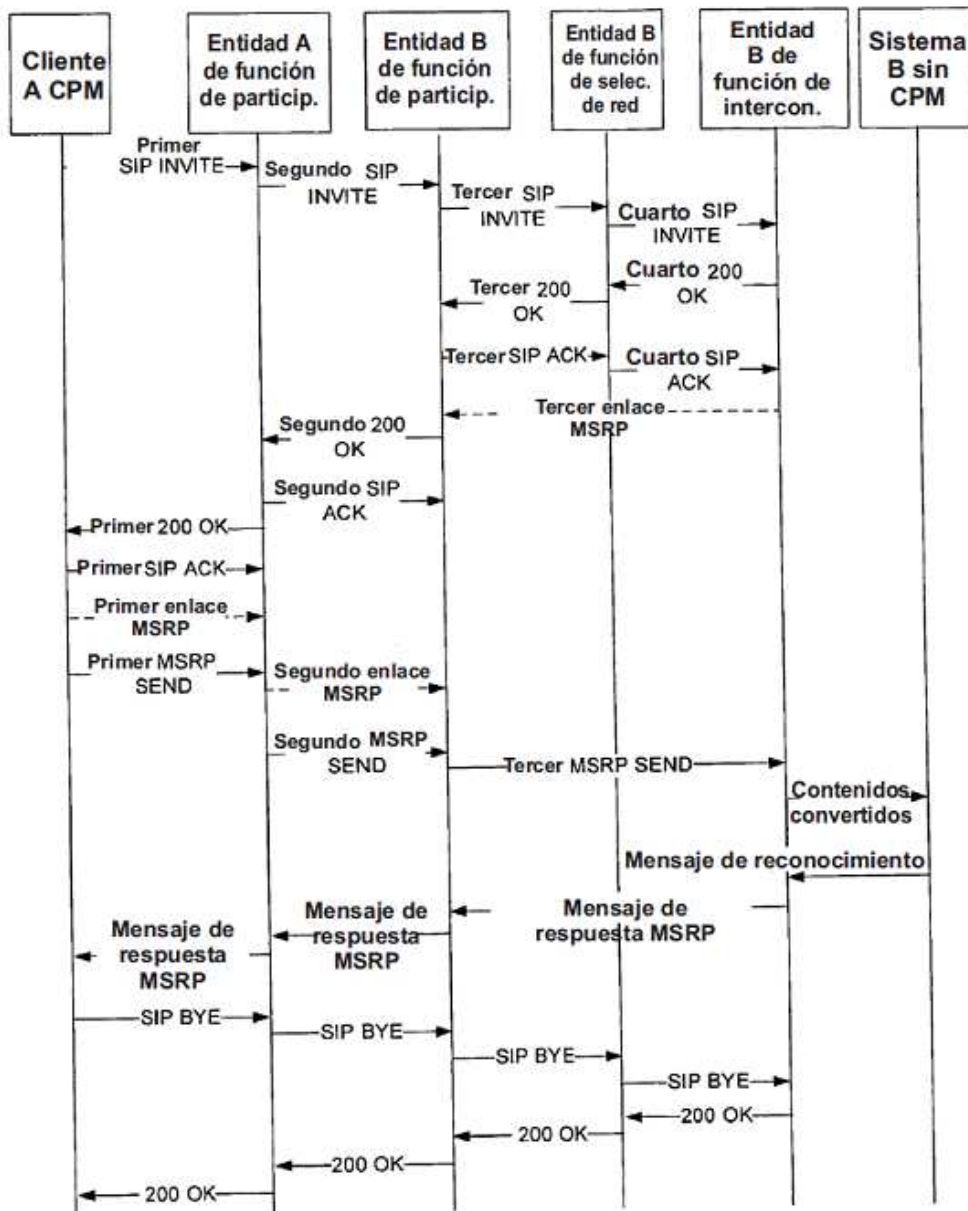 Cliente
A CPM
Entidad A
de función
de particip.
Entidad B
de función
de particip.
Entidad B
de función
de selec.
de red
Entidad
B de
función de
intercon.
Sistema
B sin
CPM
Primer
SIP INVITE
Segundo SIP
INVITE
Tercer SIP
INVITE
Cuarto SIP
INVITE
Cuarto 200
OK
Tercer 200
OK
Tercer SIP ACK
Cuarto SIP
ACK
Tercer enlace
MSRP
Segundo 200
OK
Segundo SIP
ACK
Primer 200 OK
Primer SIP ACK
Primer enlace
MSRP
Primer MSRP
SEND
Segundo enlace
MSRP
Segundo MSRP
SEND
Tercer MSRP SEND
Contenidos
convertidos
Mensaje de reconocimiento
Mensaje de
respuesta MSRP
Mensaje de
respuesta
MSRP
Mensaje de
respuesta
MSRP
SIP BYE
SIP BYE
SIP BYE
SIP BYE
200 OK
200 OK
200 OK
200 OK